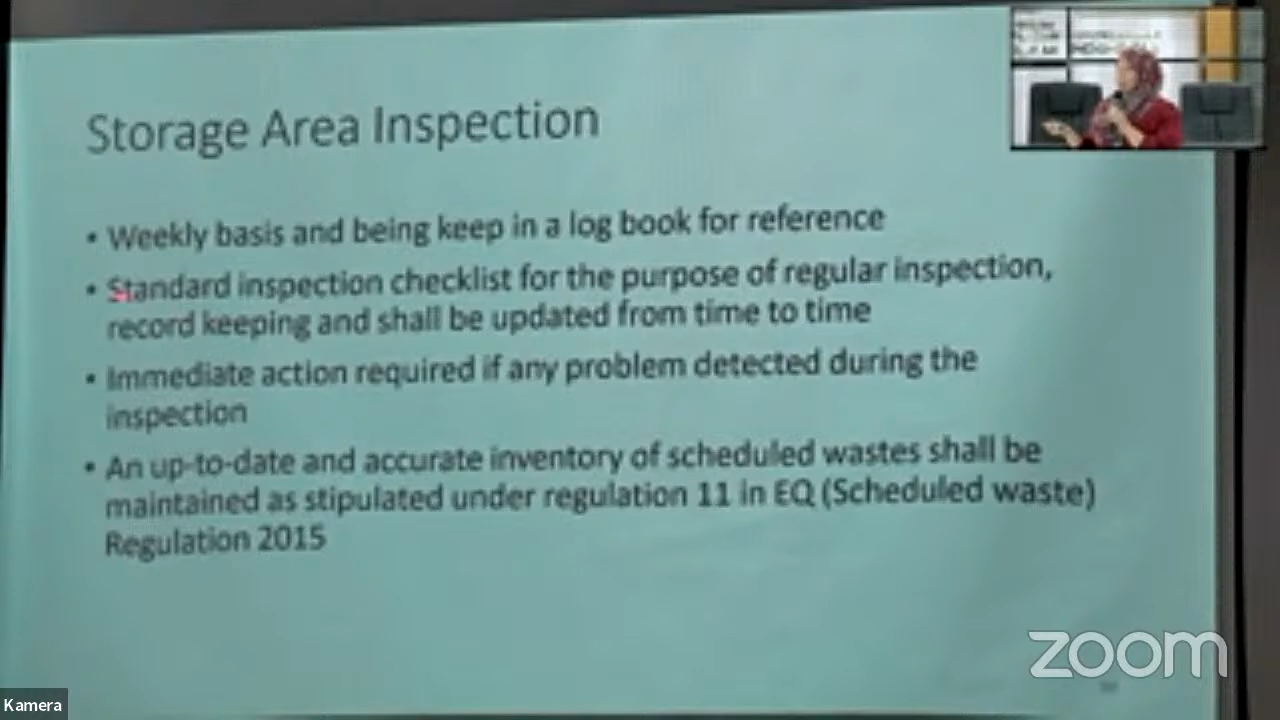 Storage Area Inspection
• Weekly basis and being keep in a log book for reference
• Standard inspection checklist for the purpose of regular inspection,
record keeping and shall be updated from time to time
• Immediate action required if any problem detected during the
inspection
• An up-to-date and accurate inventory of scheduled wastes shall be
maintained as stipulated under regulation 11 in EQ (Scheduled waste)
Regulation 2015
zoom
Kamera